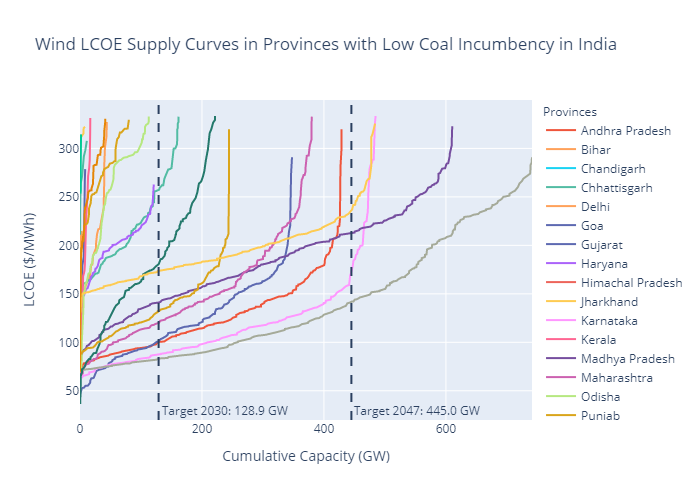 Wind LCOE Supply Curves in Provinces with Low Coal Incumbency in India
Provinces
Andhra Pradesh
Bihar
Chandigarh
Chhattisgarh
Delhi
Goa
Gujarat
Haryana
Himachal Pradesh
Jharkhand
Karnataka
Kerala
Madhya Pradesh
Maharashtra
Odisha
Punjab
LCOE ($/MWh)
300
250
200
150
100
50
Target 2030: 128.9 GW
Target 2047: 445.0 GW
0
200
400
600
Cumulative Capacity (GW)